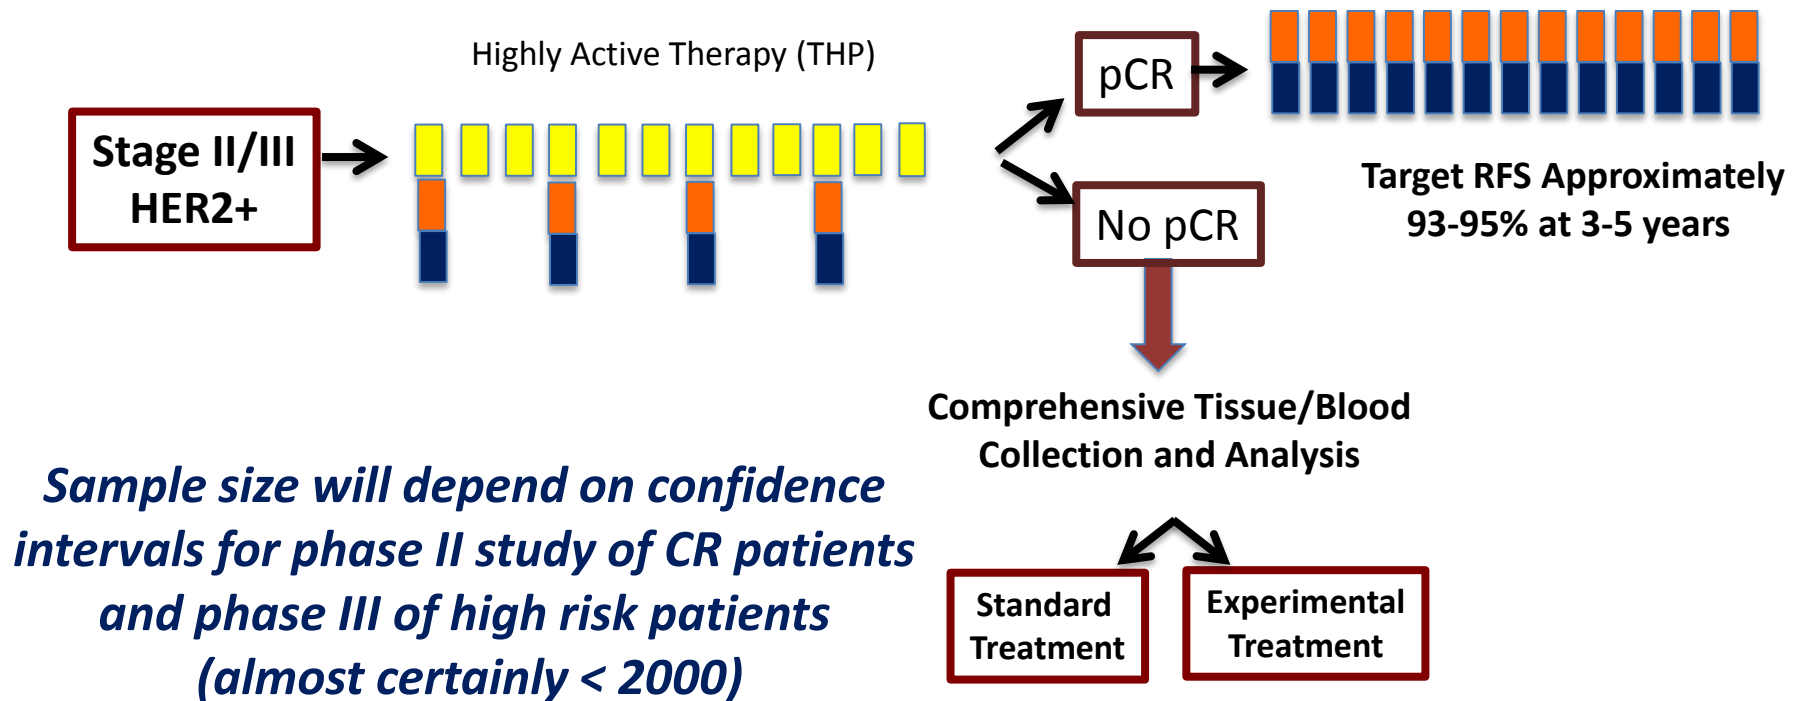 Highly Active Therapy (THP)
Stage II/III
HER2+
pCR
No pCR
Target RFS Approximately
93-95% at 3-5 years
Comprehensive Tissue/Blood
Collection and Analysis
Sample size will depend on confidence
intervals for phase II study of CR patients
and phase III of high risk patients
(almost certainly < 2000)
Standard
Treatment
Experimental
Treatment